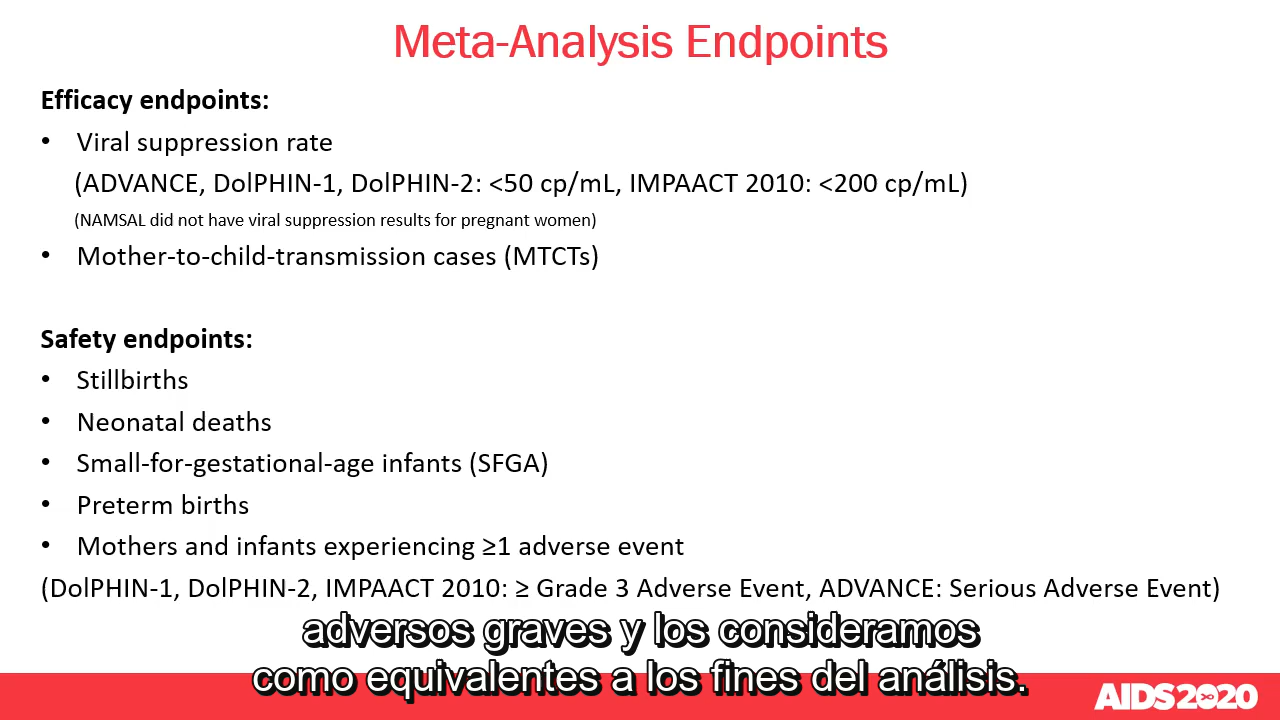 Meta-Analysis Endpoints
Efficacy endpoints:
• Viral suppression rate
(ADVANCE, DolPHIN-1, DolPHIN-2: <50 cp/mL, IMPAACT 2010: <200 cp/mL)
(NAMSAL did not have viral suppression results for pregnant women)
• Mother-to-child-transmission cases (MTCTs)
Safety endpoints:
• Stillbirths
• Neonatal deaths
• Small-for-gestational-age infants (SFGA)
• Preterm births
• Mothers and infants experiencing ≥1 adverse event
(DolPHIN-1, DolPHIN-2, IMPAACT 2010: ≥ Grade 3 Adverse Event, ADVANCE: Serious Adverse Event)
adversos graves y los consideramos
como equivalentes a los fines del análisis.
AIDS2020